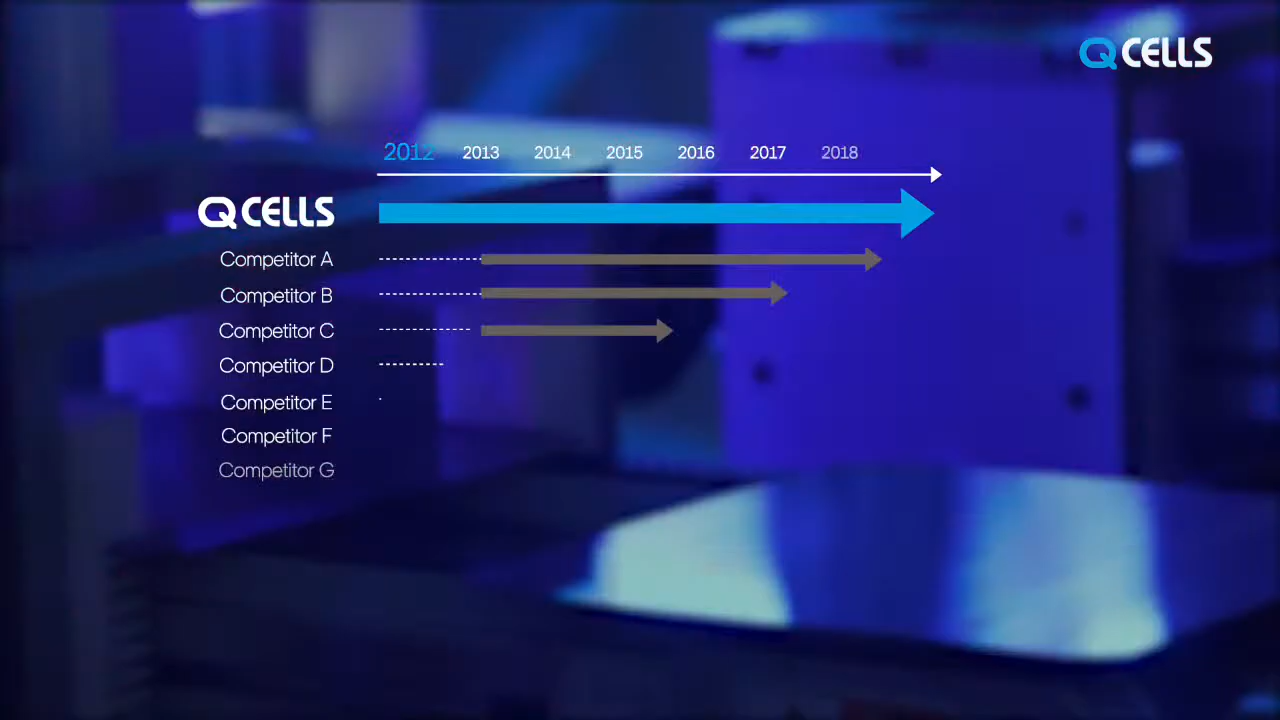 Q CELLS
2012 2013 2014 2015 2016 2017 2018
Q CELLS
Competitor A
Competitor B
Competitor C
Competitor D
Competitor E
Competitor F
Competitor G